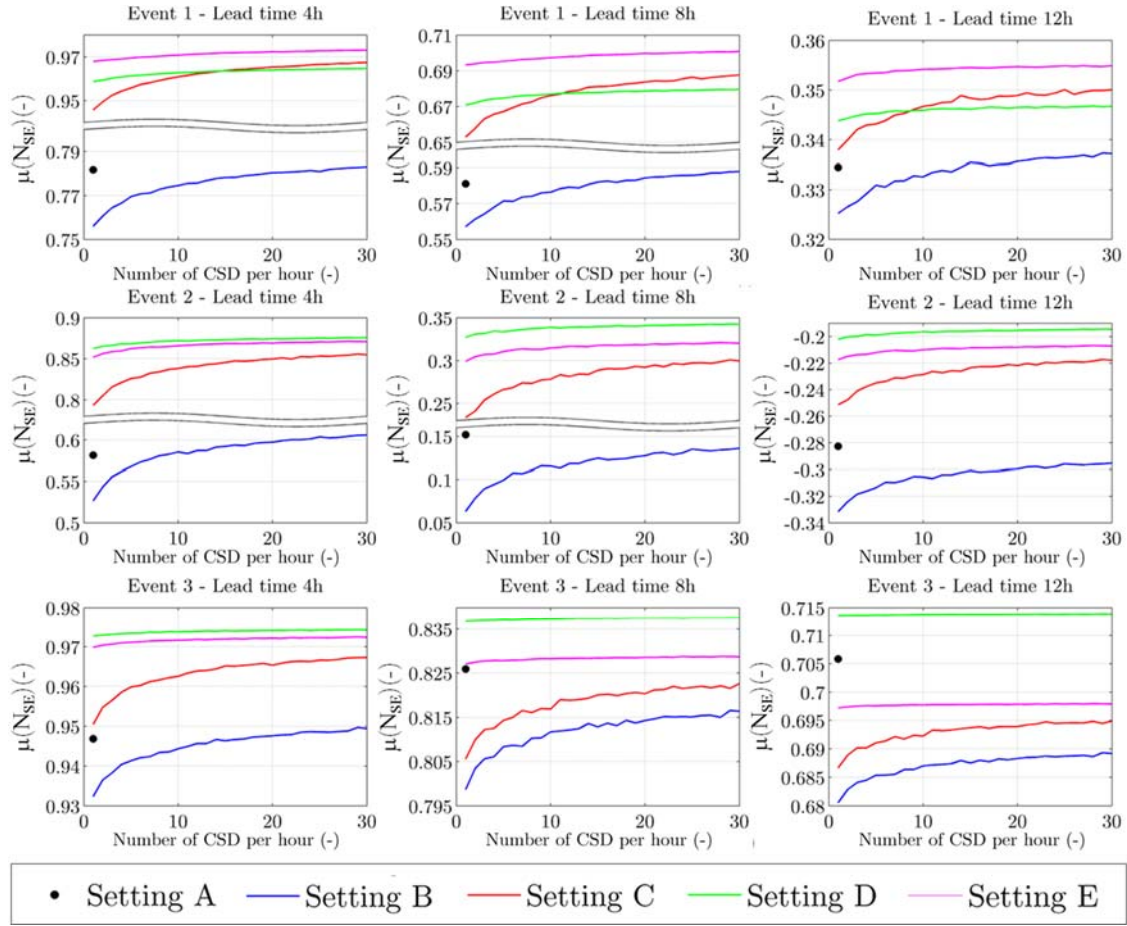 Event 1 - Lead time 4h
0.97
0.95
0.79
0.77
0.75
μ(N_SE)(-)
0 10 20 30
Number of CSD per hour (-)
Event 1 - Lead time 8h
0.71
0.69
0.67
0.65
0.59
0.57
0.55
μ(N_SE)(-)
0 10 20 30
Number of CSD per hour (-)
Event 1 - Lead time 12h
0.36
0.35
0.34
0.33
0.32
μ(N_SE)(-)
0 10 20 30
Number of CSD per hour (-)
Event 2 - Lead time 4h
0.9
0.85
0.8
0.6
0.55
0.5
μ(N_SE)(-)
0 10 20 30
Number of CSD per hour (-)
Event 2 - Lead time 8h
0.35
0.3
0.25
0.15
0.1
0.05
μ(N_SE)(-)
0 10 20 30
Number of CSD per hour (-)
Event 2 - Lead time 12h
-0.2
-0.22
-0.24
-0.26
-0.28
-0.3
-0.32
-0.34
μ(N_SE)(-)
0 10 20 30
Number of CSD per hour (-)
Event 3 - Lead time 4h
0.98
0.97
0.96
0.95
0.94
0.93
μ(N_SE)(-)
0 10 20 30
Number of CSD per hour (-)
Event 3 - Lead time 8h
0.835
0.825
0.815
0.805
0.795
μ(N_SE)(-)
0 10 20 30
Number of CSD per hour (-)
Event 3 - Lead time 12h
0.715
0.71
0.705
0.7
0.695
0.69
0.685
0.68
μ(N_SE)(-)
0 10 20 30
Number of CSD per hour (-)
Setting A Setting B Setting C Setting D Setting E